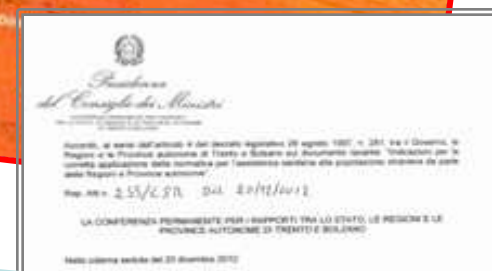 Presidenza
del Consiglio dei Ministri
Accordo, ai sensi dell'articolo 4 del decreto legislativo 28 agosto 1997, n. 281, tra il Governo, le
Regioni e le Province autonome di Trento e Bolzano sul documento recante: "Indicazioni per la
corretta applicazione della normativa per l'assistenza sanitaria alla popolazione straniera da parte
delle Regioni e Province autonome".
Rep. Atti n. 255/CSR DEL 20/12/2012
LA CONFERENZA PERMANENTE PER I RAPPORTI TRA LO STATO, LE REGIONI E LE
PROVINCE AUTONOME DI TRENTO E BOLZANO
Nella odierna seduta del 20 dicembre 2012: